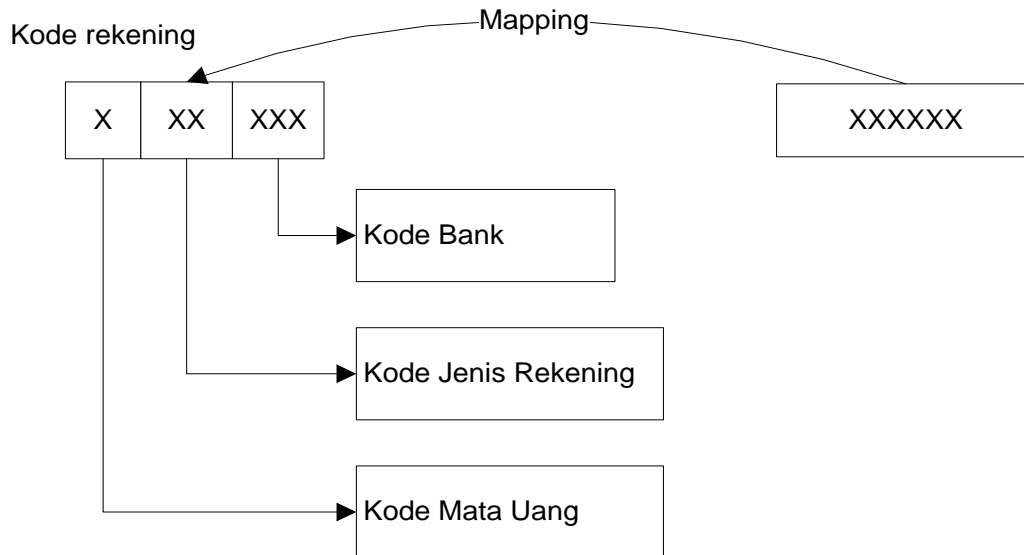 Mapping
Kode rekening
X XX XXX XXXXXX
Kode Bank
Kode Jenis Rekening
Kode Mata Uang